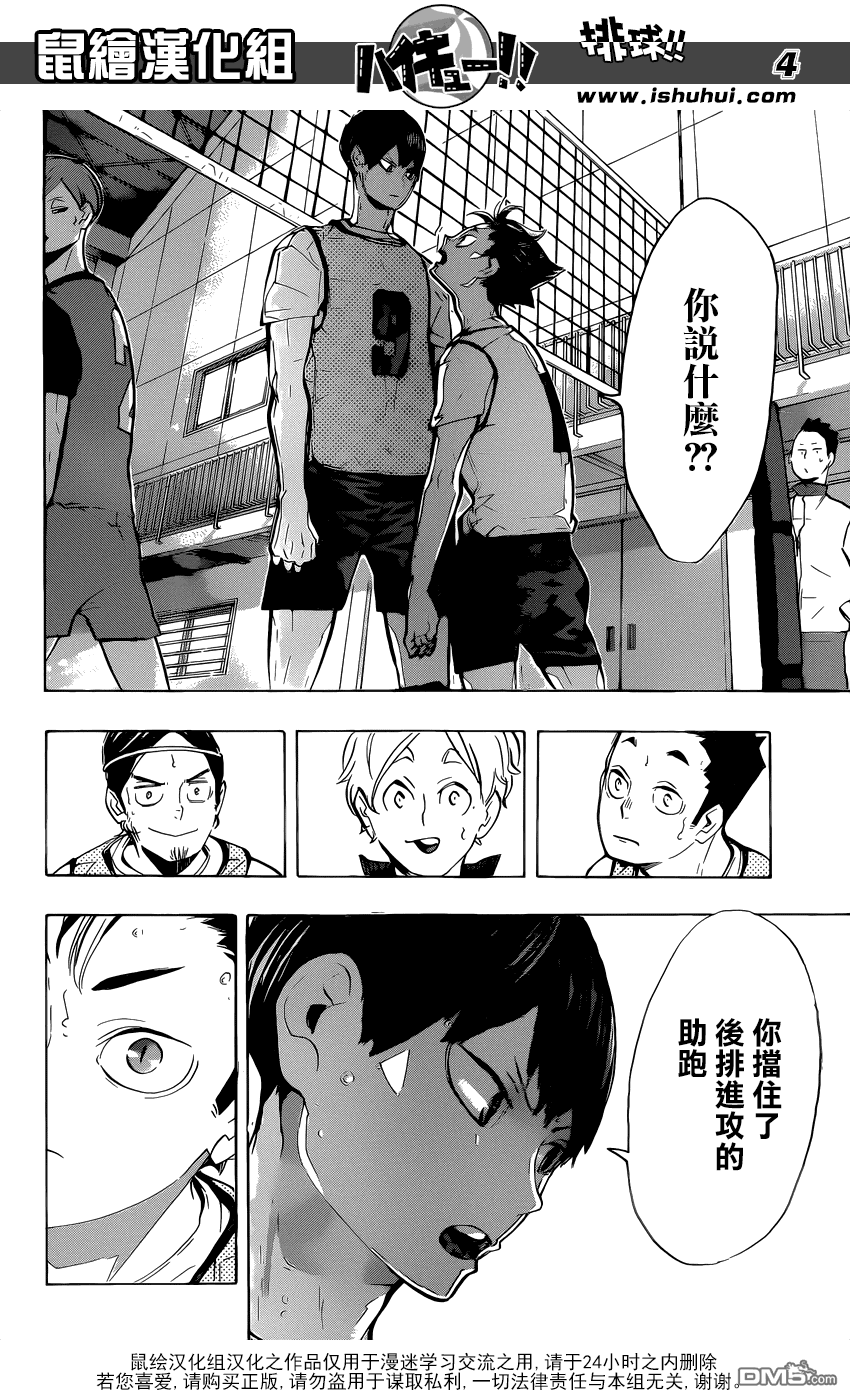 鼠繪漢化組
ハイキュー!!
排球!!
4
www.ishuhui.com
你說什麼??
9
你擋住了
後排進攻的
助跑
鼠绘汉化组汉化之作品仅用于漫迷学习交流之用,请于24小时之内删除
若您喜爱,请购买正版,请勿用于谋取私利,一切法律责任与本组无关,谢谢。
DM5.com